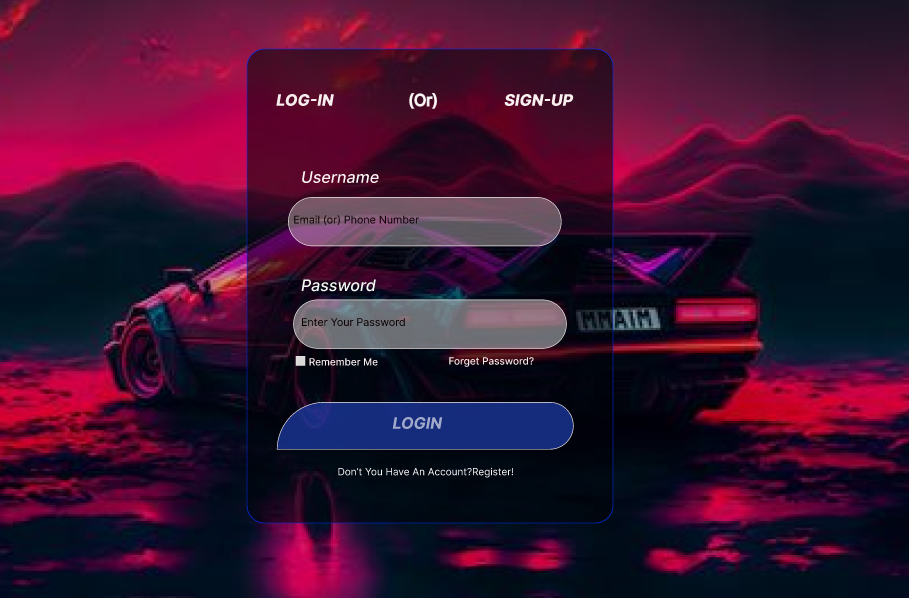 LOG-IN (Or) SIGN-UP
Username
Email (or) Phone Number
Password
Enter Your Password
Remember Me Forget Password?
LOGIN
Don't You Have An Account?Register!